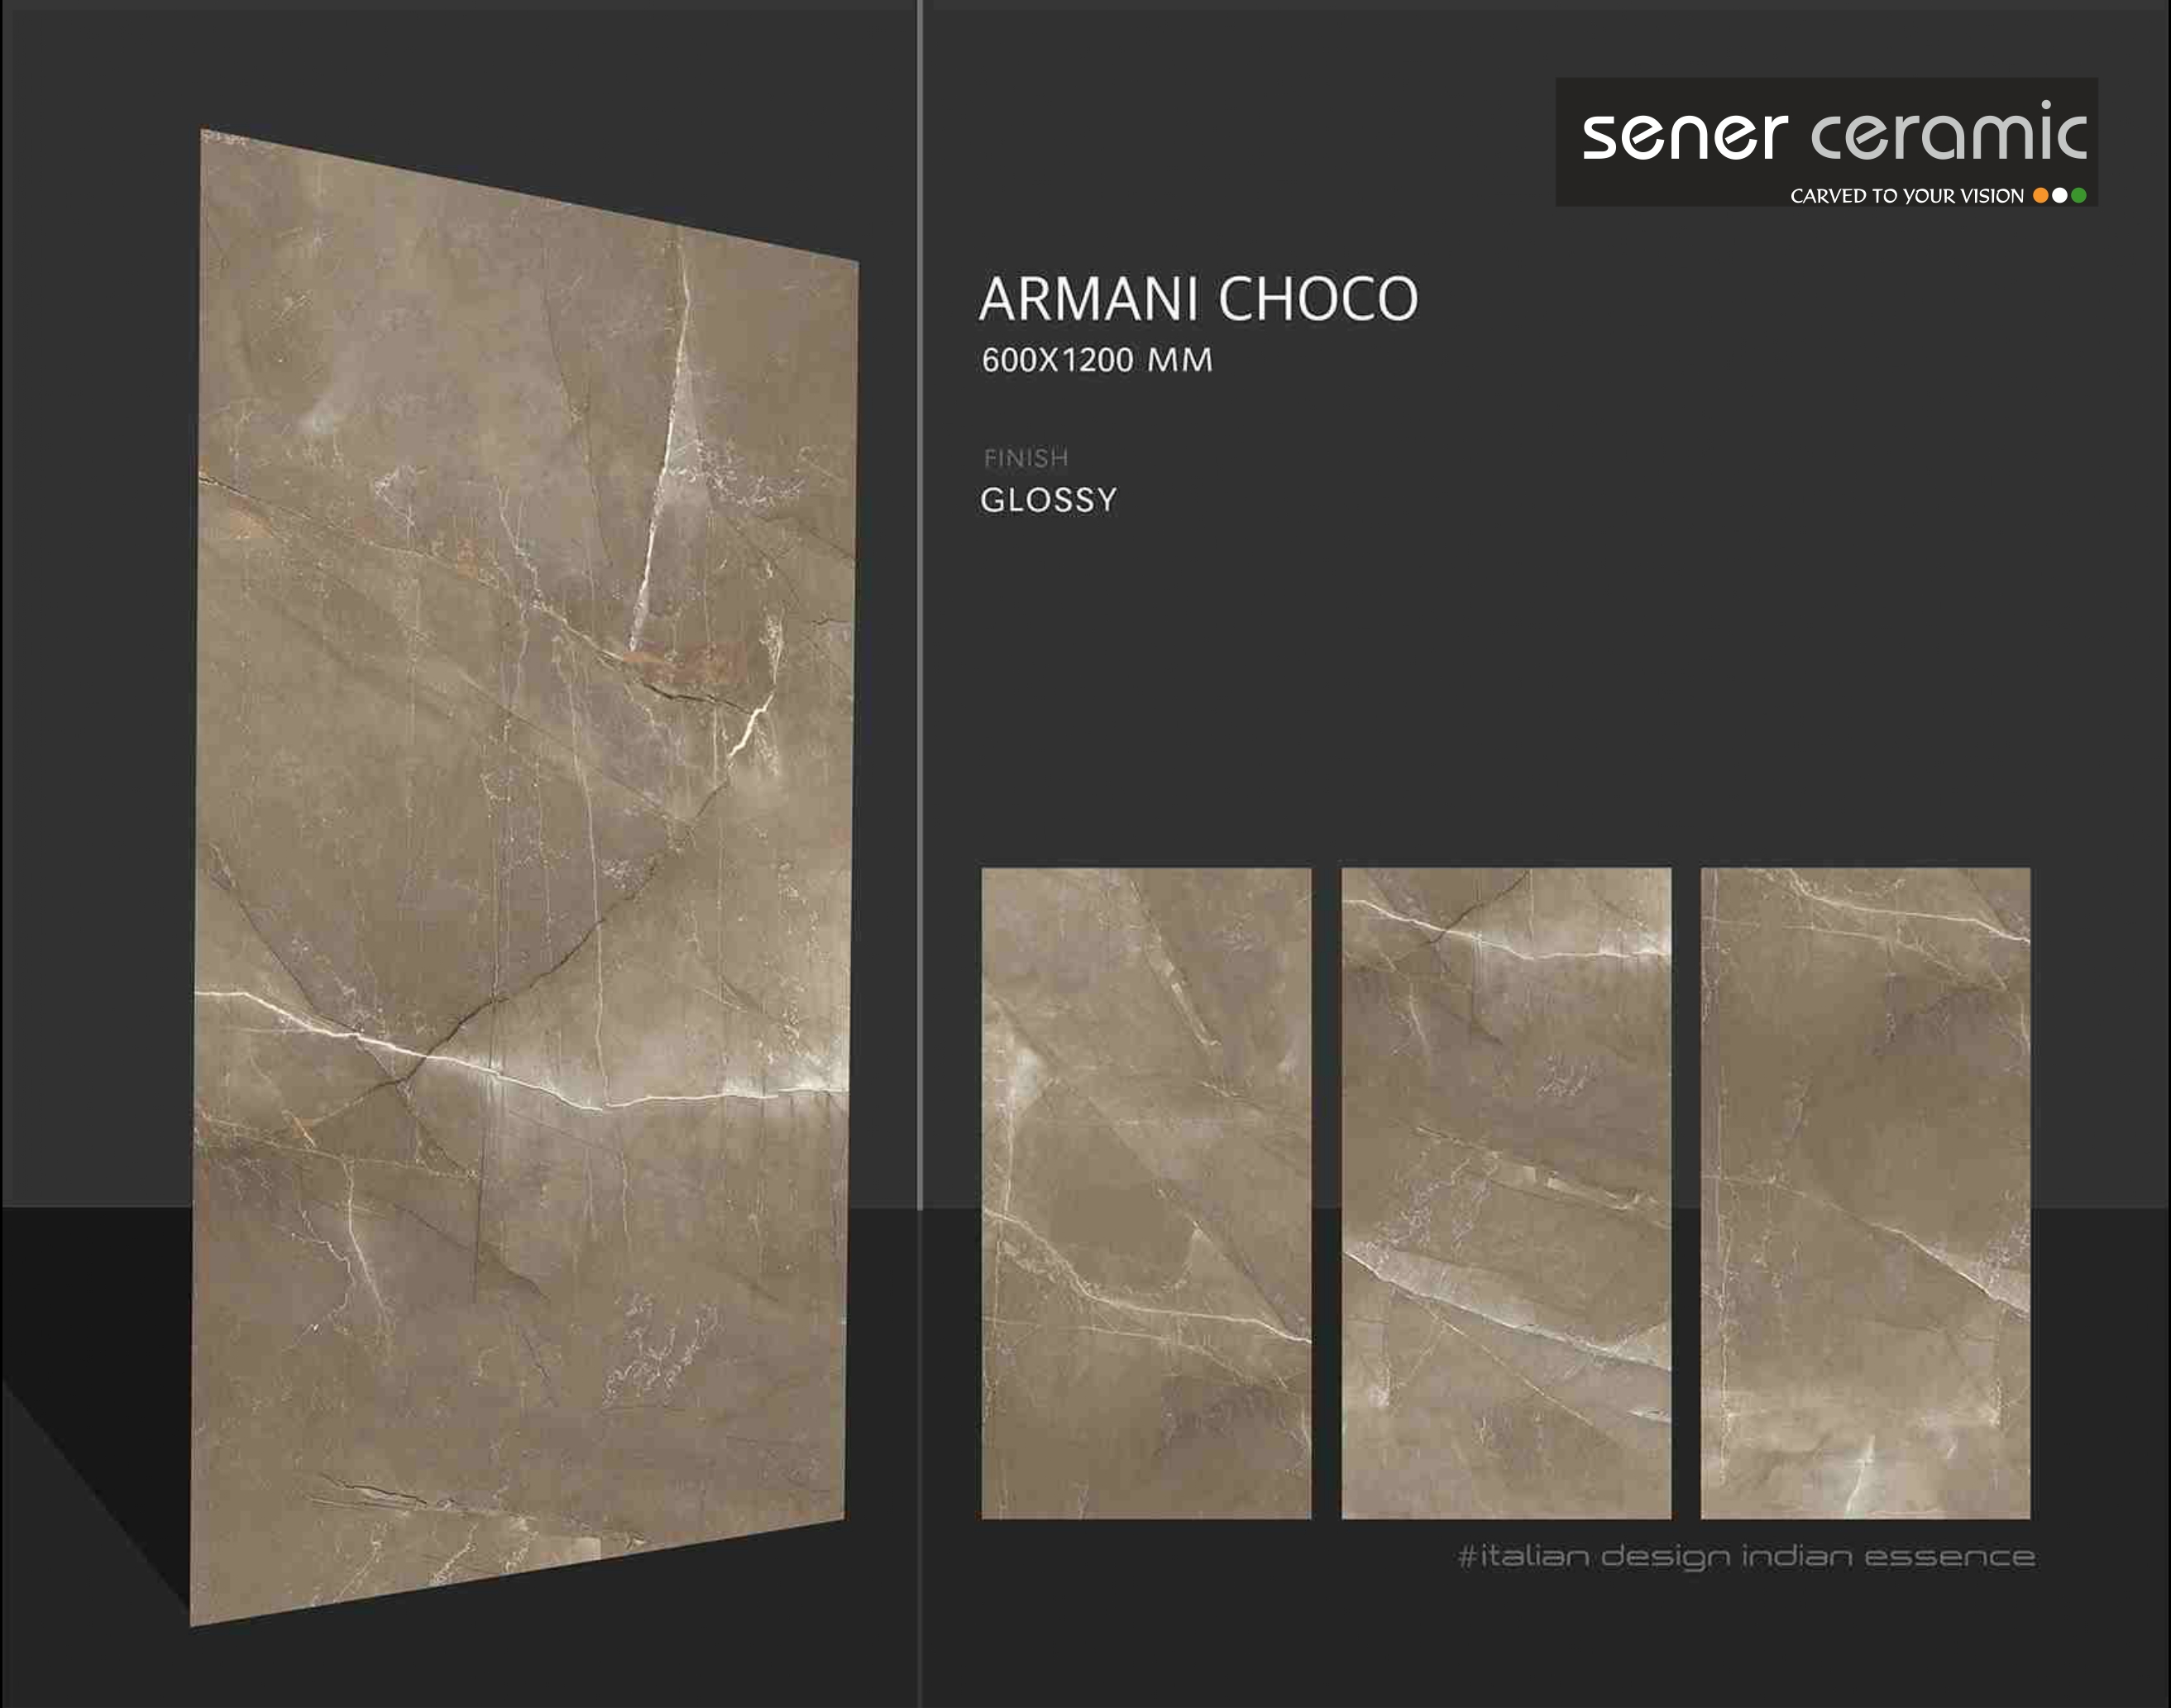 sener ceramic
CARVED TO YOUR VISION
ARMANI CHOCO
600X1200 MM
FINISH
GLOSSY
#italian design indian essence